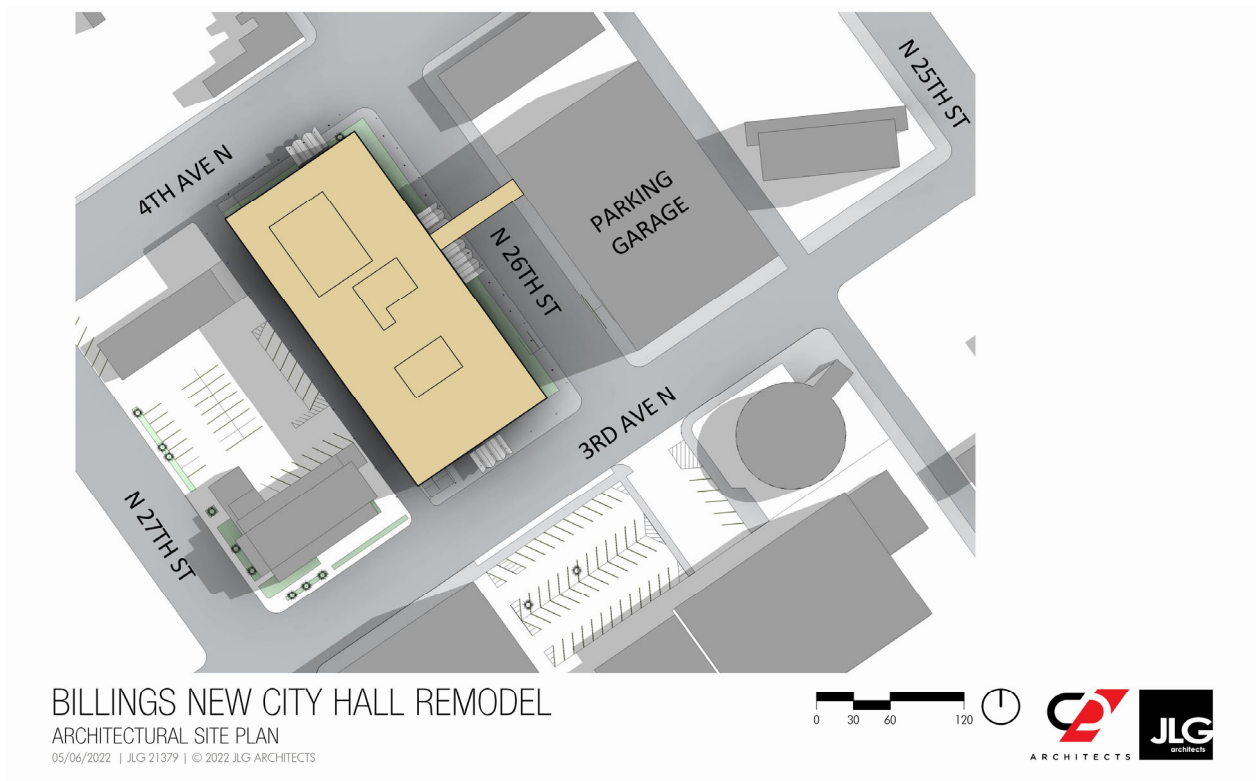 N 25TH ST
4TH AVE N
PARKING
GARAGE
N 26TH ST
3RD AVE N
N 27TH ST
BILLINGS NEW CITY HALL REMODEL
ARCHITECTURAL SITE PLAN
05/06/2022 | JLG 21379 | © 2022 JLG ARCHITECTS
0 30 60 120
C2
ARCHITECTS
JLG
architects